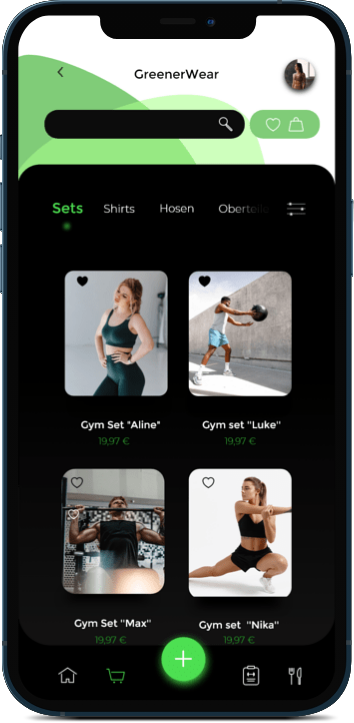 GreenerWear
Sets Shirts Hosen Oberteile
Gym Set "Aline" Gym set "Luke"
19,97 € 19,97 €
Gym Set "Max" Gym set "Nika"
19,97 € 19,97 €